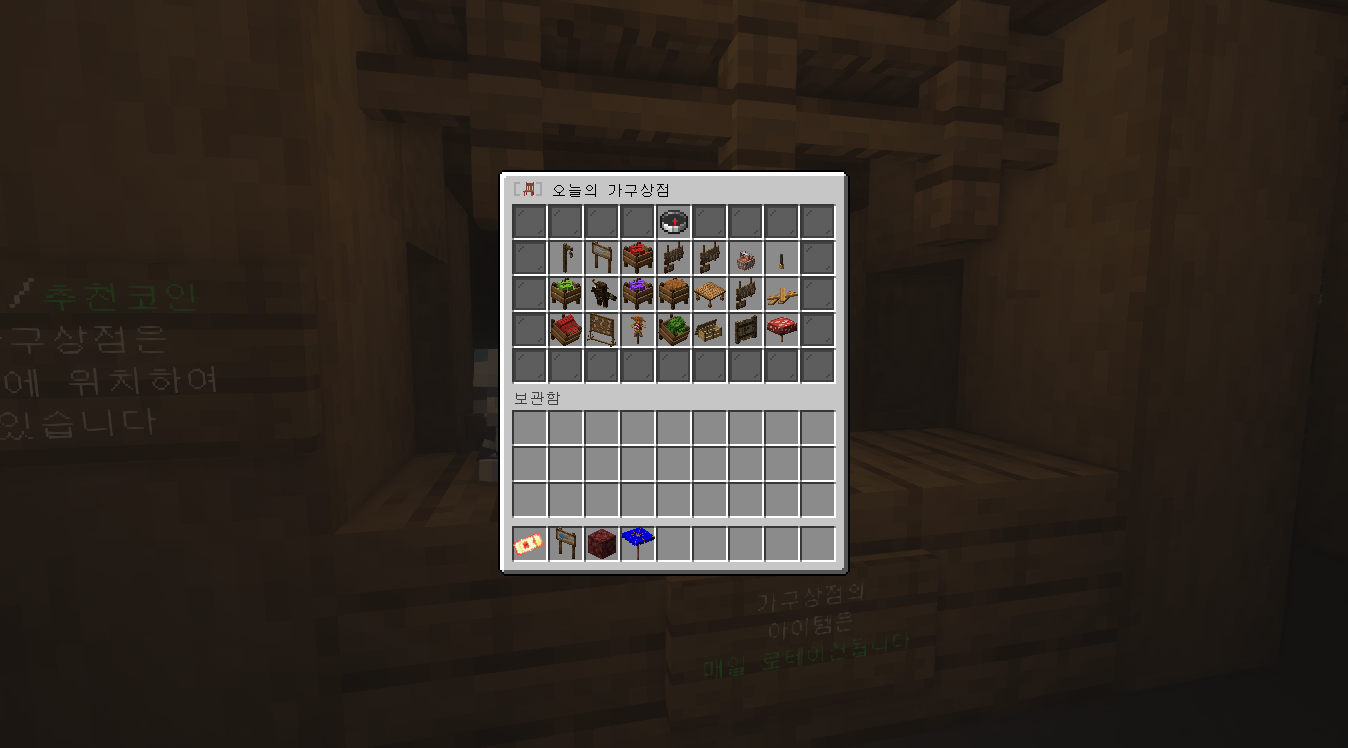 오늘의 가구상점
보관함
추천코인
구상점은
에 위치하여
있습니다
가구상점의
아이템은
매일 로테이션됩니다